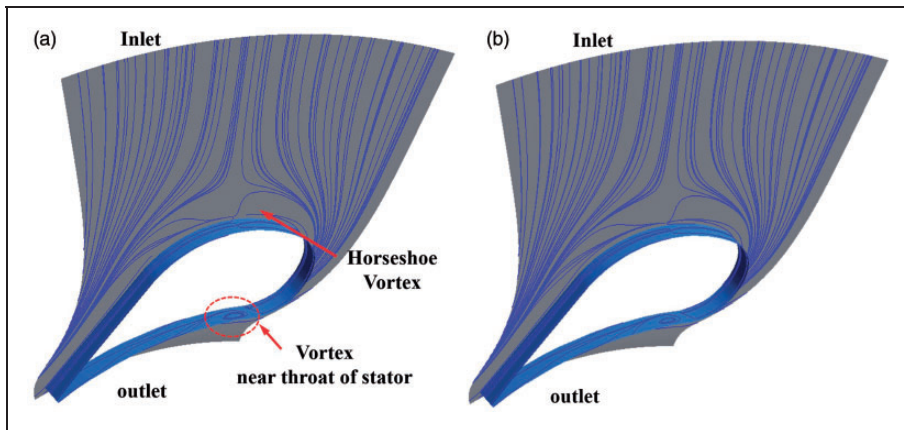 (a)
Inlet
Horseshoe
Vortex
Vortex
near throat of stator
outlet
(b)
Inlet
outlet